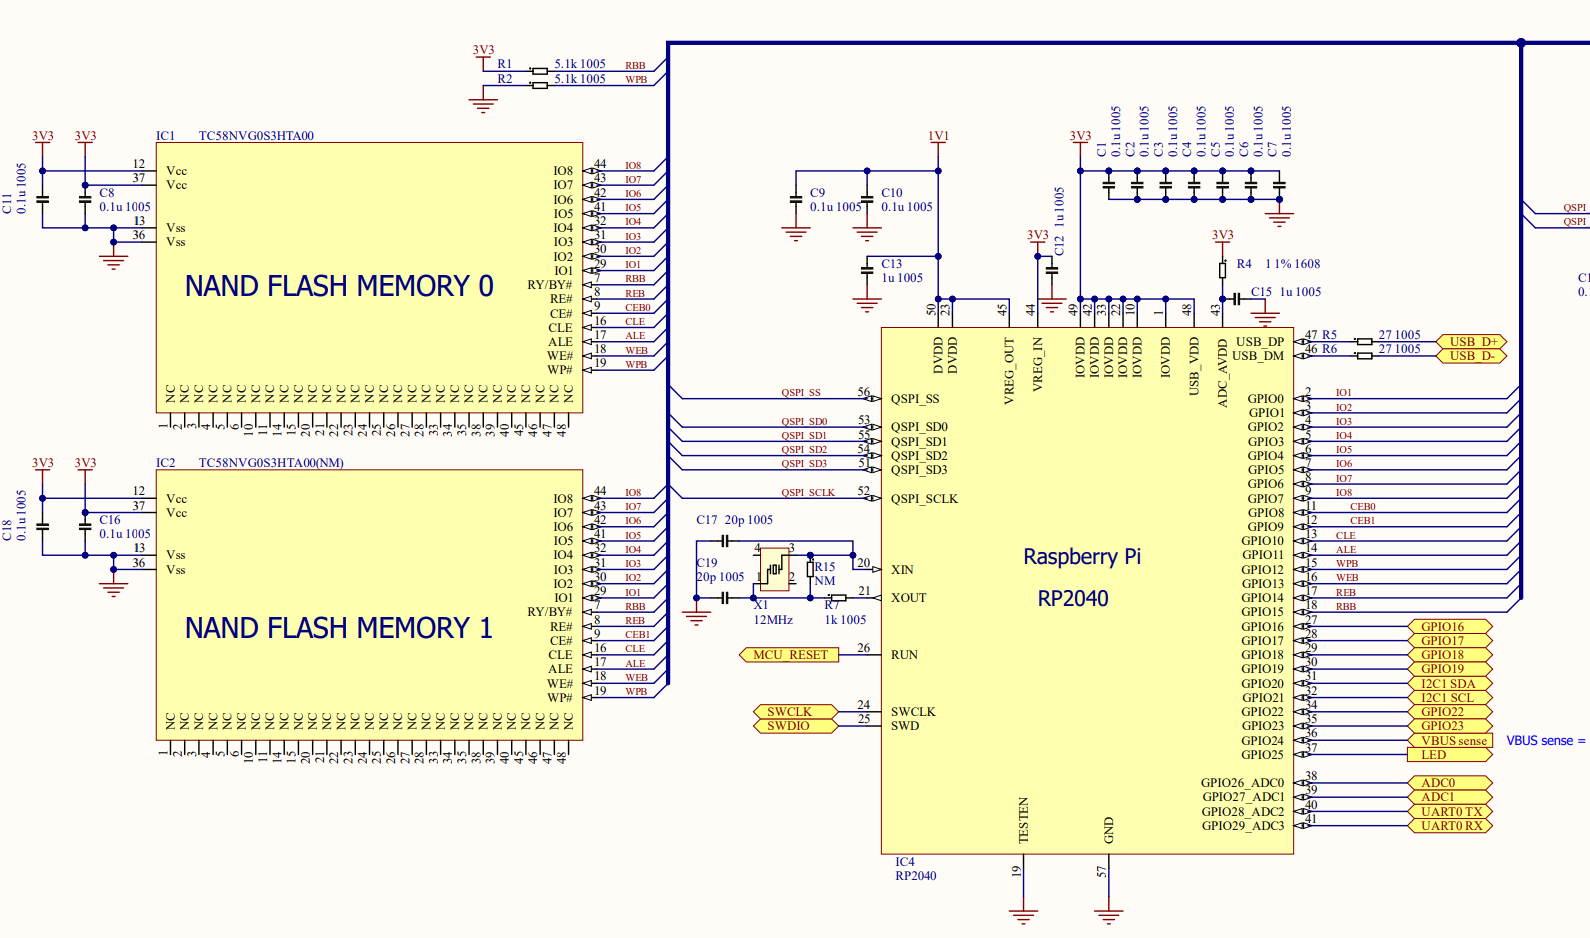 3V3
R1 5.1k 1005 RBB
R2 5.1k 1005 WPB
IC1 TC58NVG0S3HTA00
3V3 3V3
C11 0.1u 1005
C8 0.1u 1005
12 Vcc
37 Vcc
13 Vss
36 Vss
NAND FLASH MEMORY 0
IO8 44 IO8
IO7 43 IO7
IO6 42 IO6
IO5 41 IO5
IO4 32 IO4
IO3 31 IO3
IO2 30 IO2
IO1 29 IO1
RY/BY# 7 RBB
RE# 8 REB
CE# 9 CEB0
CLE 16 CLE
ALE 17 ALE
WE# 18 WEB
WP# 19 WPB
NC NC NC NC NC NC NC NC NC NC NC NC NC NC NC NC NC NC NC NC NC NC NC NC NC NC NC NC NC
1 2 3 4 5 6 10 11 14 15 20 21 22 23 24 25 26 27 28 33 34 35 38 39 40 45 46 47 48
IC2 TC58NVG0S3HTA00(NM)
3V3 3V3
C18 0.1u 1005
C16 0.1u 1005
12 Vcc
37 Vcc
13 Vss
36 Vss
NAND FLASH MEMORY 1
IO8 44 IO8
IO7 43 IO7
IO6 42 IO6
IO5 41 IO5
IO4 32 IO4
IO3 31 IO3
IO2 30 IO2
IO1 29 IO1
RY/BY# 7 RBB
RE# 8 REB
CE# 9 CEB1
CLE 16 CLE
ALE 17 ALE
WE# 18 WEB
WP# 19 WPB
NC NC NC NC NC NC NC NC NC NC NC NC NC NC NC NC NC NC NC NC NC NC NC NC NC NC NC NC NC
1 2 3 4 5 6 10 11 14 15 20 21 22 23 24 25 26 27 28 33 34 35 38 39 40 45 46 47 48
1V1
C9 0.1u 1005
C10 0.1u 1005
C13 1u 1005
3V3
C12 1u 1005
3V3
C1 0.1u 1005
C2 0.1u 1005
C3 0.1u 1005
C4 0.1u 1005
C5 0.1u 1005
C6 0.1u 1005
C7 0.1u 1005
3V3
R4 1 1% 1608
C15 1u 1005
50 DVDD
23 DVDD
45 VREG_OUT
44 VREG_IN
49 IOVDD
42 IOVDD
33 IOVDD
22 IOVDD
10 IOVDD
1 IOVDD
48 USB_VDD
43 ADC_AVDD
QSPI_SS 56 QSPI_SS
QSPI_SD0 53 QSPI_SD0
QSPI_SD1 55 QSPI_SD1
QSPI_SD2 54 QSPI_SD2
QSPI_SD3 51 QSPI_SD3
QSPI_SCLK 52 QSPI_SCLK
C17 20p 1005
C19
20p 1005
4 3
1 2
X1
12MHz
R15
NM
R7
1k 1005
20 XIN
21 XOUT
MCU_RESET 26 RUN
SWCLK 24 SWCLK
SWDIO 25 SWD
Raspberry Pi
RP2040
USB_DP 47 R5 27 1005 USB_D+
USB_DM 46 R6 27 1005 USB_D-
GPIO0 2 IO1
GPIO1 3 IO2
GPIO2 4 IO3
GPIO3 5 IO4
GPIO4 6 IO5
GPIO5 7 IO6
GPIO6 8 IO7
GPIO7 9 IO8
GPIO8 11 CEB0
GPIO9 12 CEB1
GPIO10 13 CLE
GPIO11 14 ALE
GPIO12 15 WPB
GPIO13 16 WEB
GPIO14 17 REB
GPIO15 18 RBB
GPIO16 27 GPIO16
GPIO17 28 GPIO17
GPIO18 29 GPIO18
GPIO19 30 GPIO19
GPIO20 31 I2C1 SDA
GPIO21 32 I2C1 SCL
GPIO22 34 GPIO22
GPIO23 35 GPIO23
GPIO24 36 VBUS sense VBUS sense =
GPIO25 37 LED
GPIO26_ADC0 38 ADC0
GPIO27_ADC1 39 ADC1
GPIO28_ADC2 40 UART0 TX
GPIO29_ADC3 41 UART0 RX
TESTEN 19
GND 57
IC4
RP2040
QSPI_
QSPI_